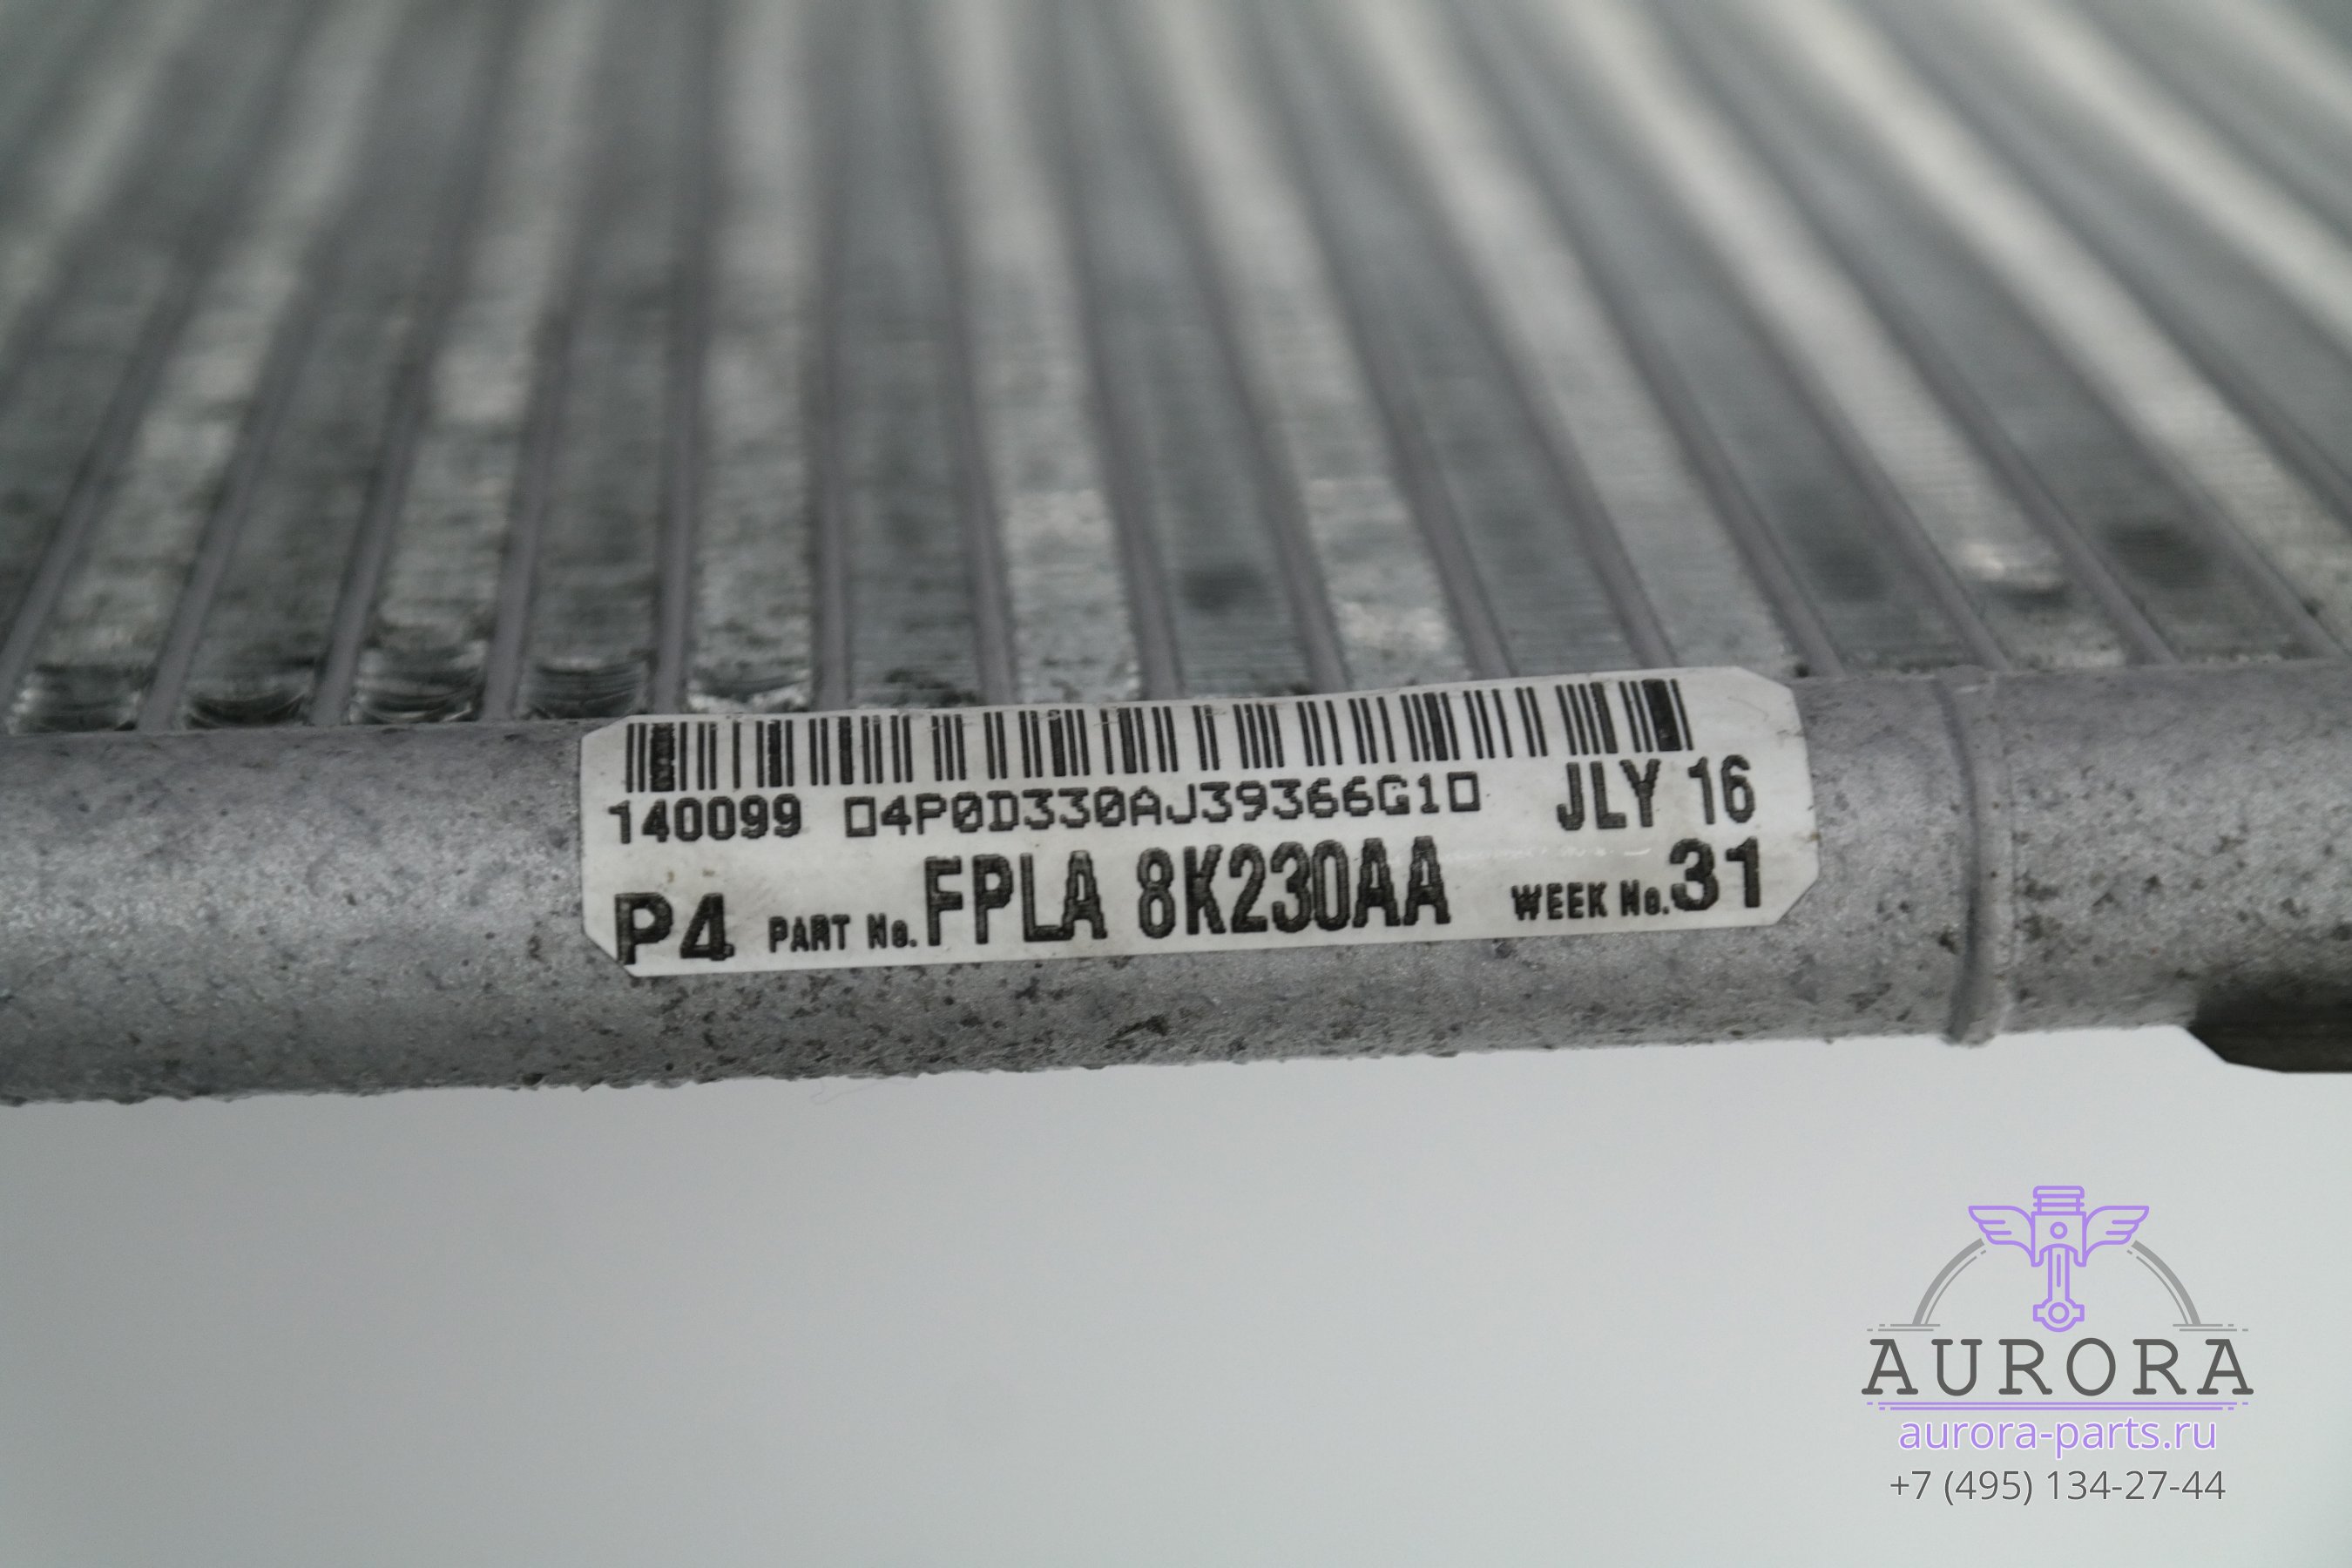 140099 □4P0D330AJ39366G1□ JLY 16
P4 PART No. FPLA 8K230AA WEEK No. 31
AURORA
aurora-parts.ru
+7 (495) 134-27-44